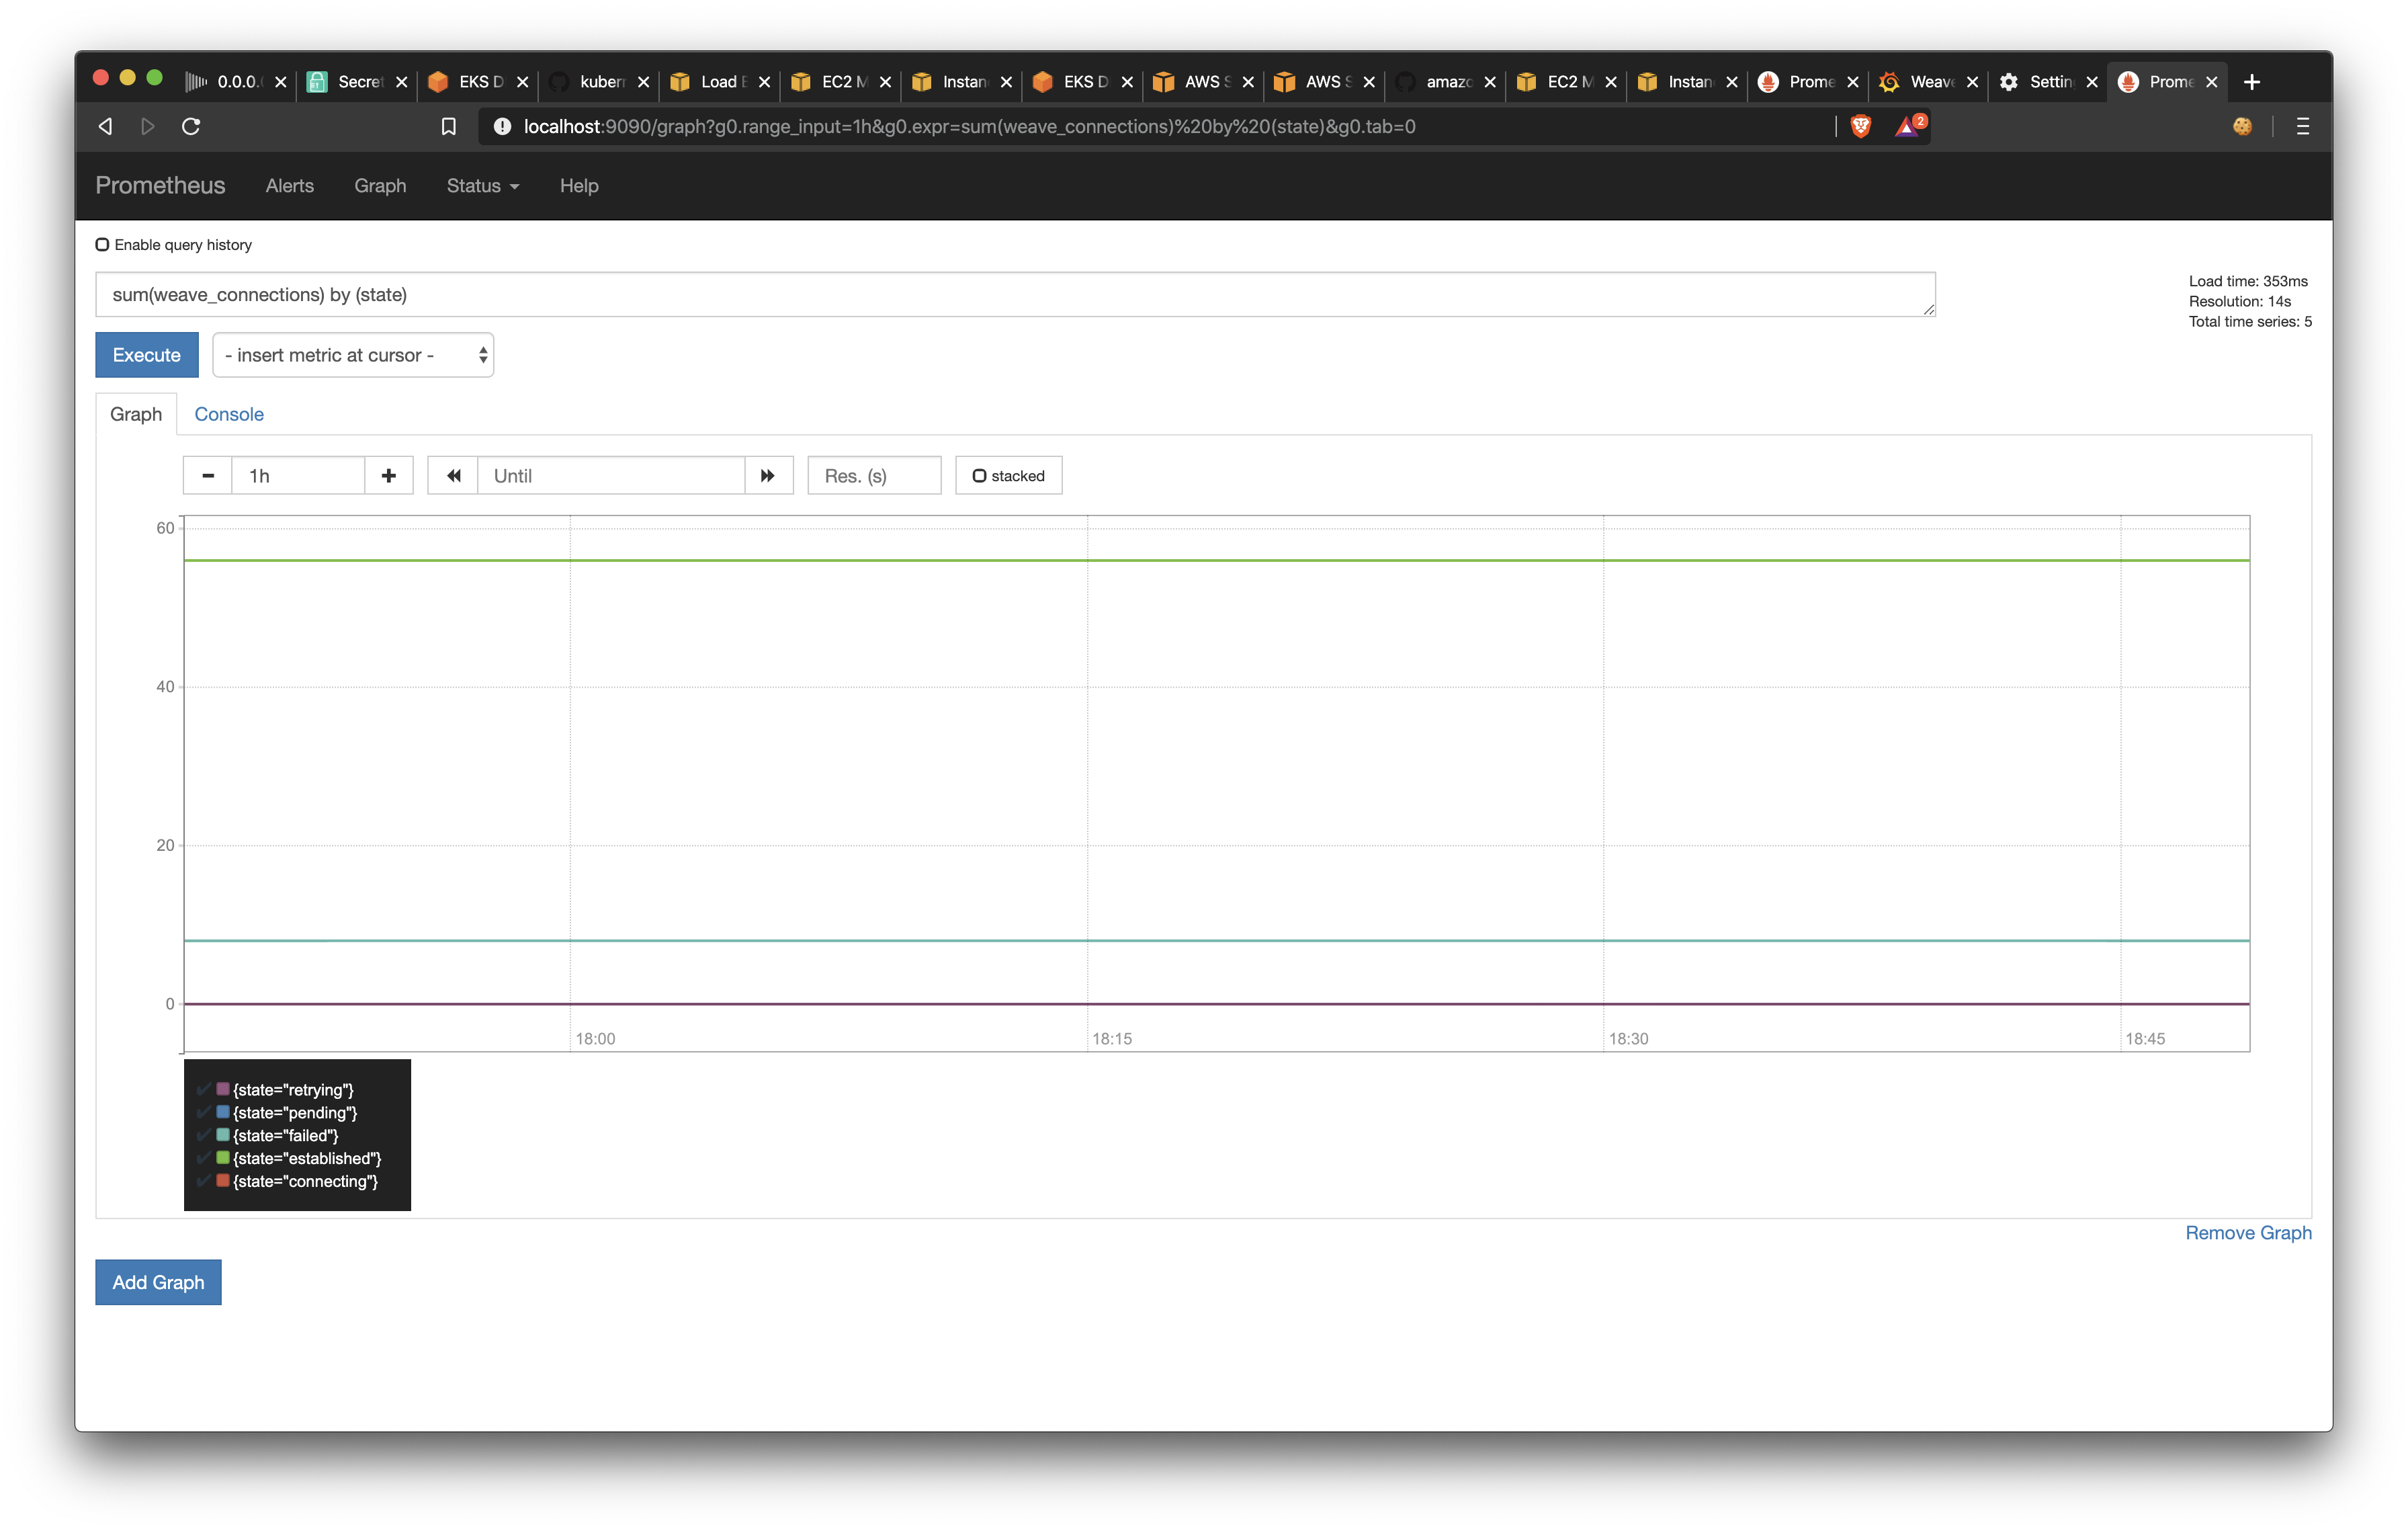 0.0.0. Secret EKS D kuber Load EC2 M Instan EKS D AWS S AWS S amazo EC2 M Instan Prome Weave Settin Prome
localhost:9090/graph?g0.range_input=1h&g0.expr=sum(weave_connections)%20by%20(state)&g0.tab=0
2
Prometheus Alerts Graph Status Help
Enable query history
sum(weave_connections) by (state)
Load time: 353ms
Resolution: 14s
Total time series: 5
Execute - insert metric at cursor -
Graph Console
1h Until Res. (s) stacked
60
40
20
0
18:00 18:15 18:30 18:45
{state="retrying"}
{state="pending"}
{state="failed"}
{state="established"}
{state="connecting"}
Remove Graph
Add Graph